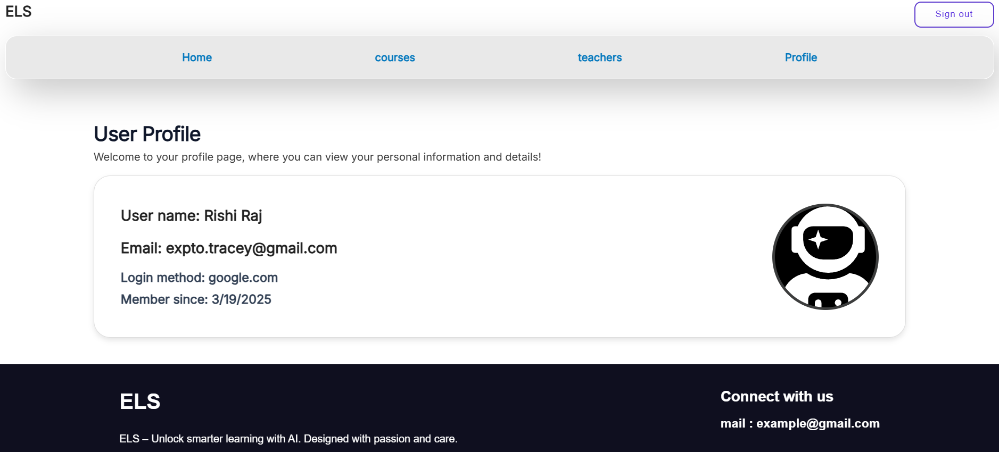 ELS
Sign out
Home courses teachers Profile
User Profile
Welcome to your profile page, where you can view your personal information and details!
User name: Rishi Raj
Email: expto.tracey@gmail.com
Login method: google.com
Member since: 3/19/2025
ELS
ELS – Unlock smarter learning with AI. Designed with passion and care.
Connect with us
mail : example@gmail.com